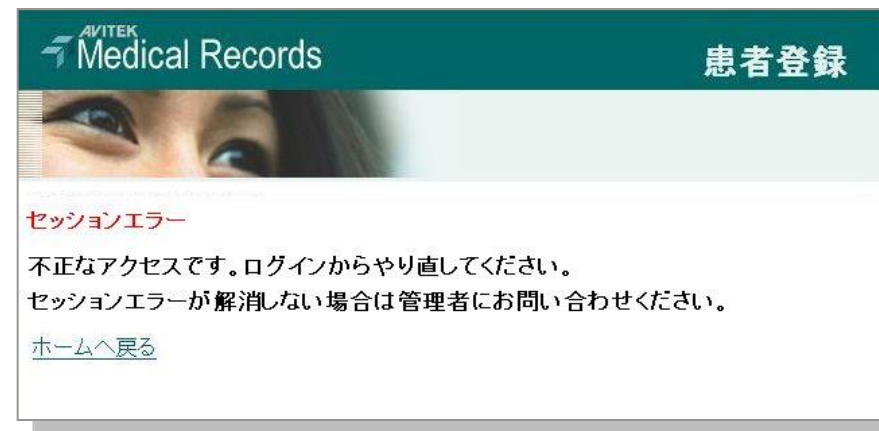 AVITEK
Medical Records
患者登録
セッションエラー
不正なアクセスです。ログインからやり直してください。
セッションエラーが解消しない場合は管理者にお問い合わせください。
ホームへ戻る